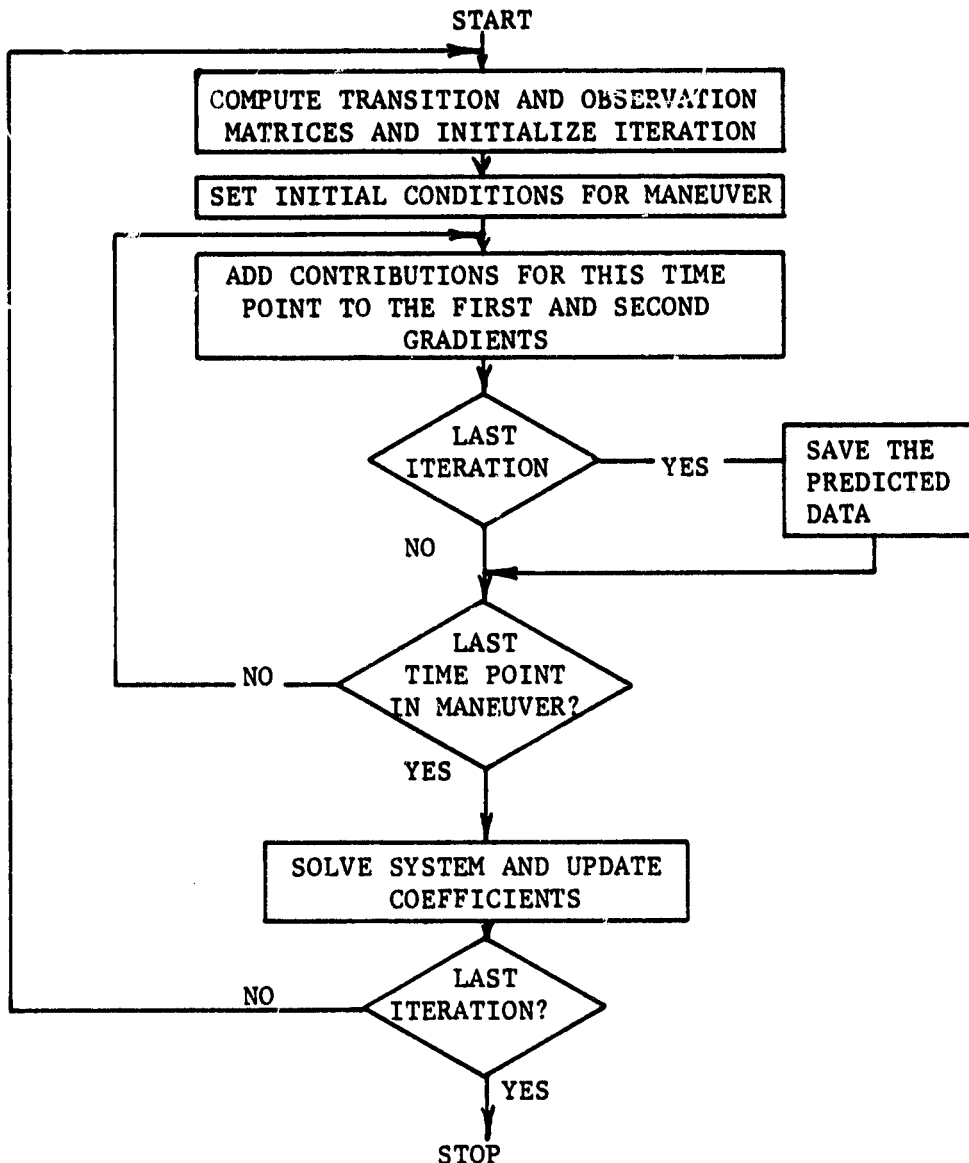 START
COMPUTE TRANSITION AND OBSERVATION
MATRICES AND INITIALIZE ITERATION
SET INITIAL CONDITIONS FOR MANEUVER
ADD CONTRIBUTIONS FOR THIS TIME
POINT TO THE FIRST AND SECOND
GRADIENTS
LAST
ITERATION
YES
SAVE THE
PREDICTED
DATA
NO
LAST
TIME POINT
IN MANEUVER?
NO
YES
SOLVE SYSTEM AND UPDATE
COEFFICIENTS
LAST
ITERATION?
NO
YES
STOP